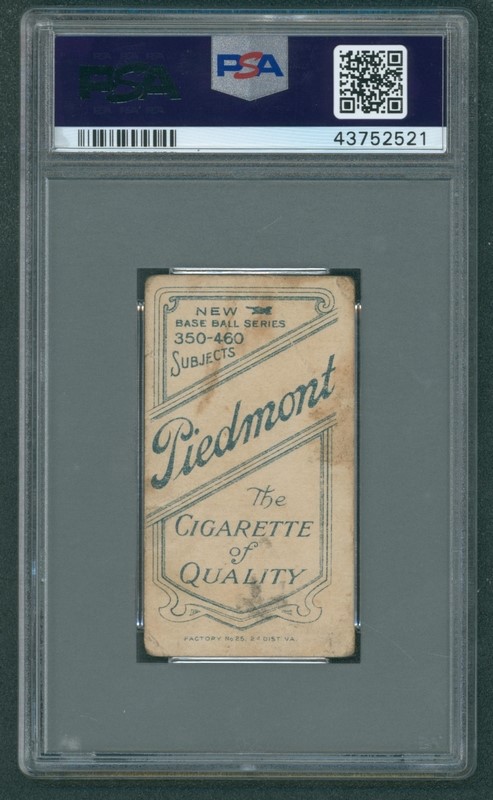 PSA
PSA
43752521
NEW
BASE BALL SERIES
350-460
SUBJECTS
Piedmont
The
CIGARETTE
of
QUALITY
FACTORY No 25, 2D DIST. VA.